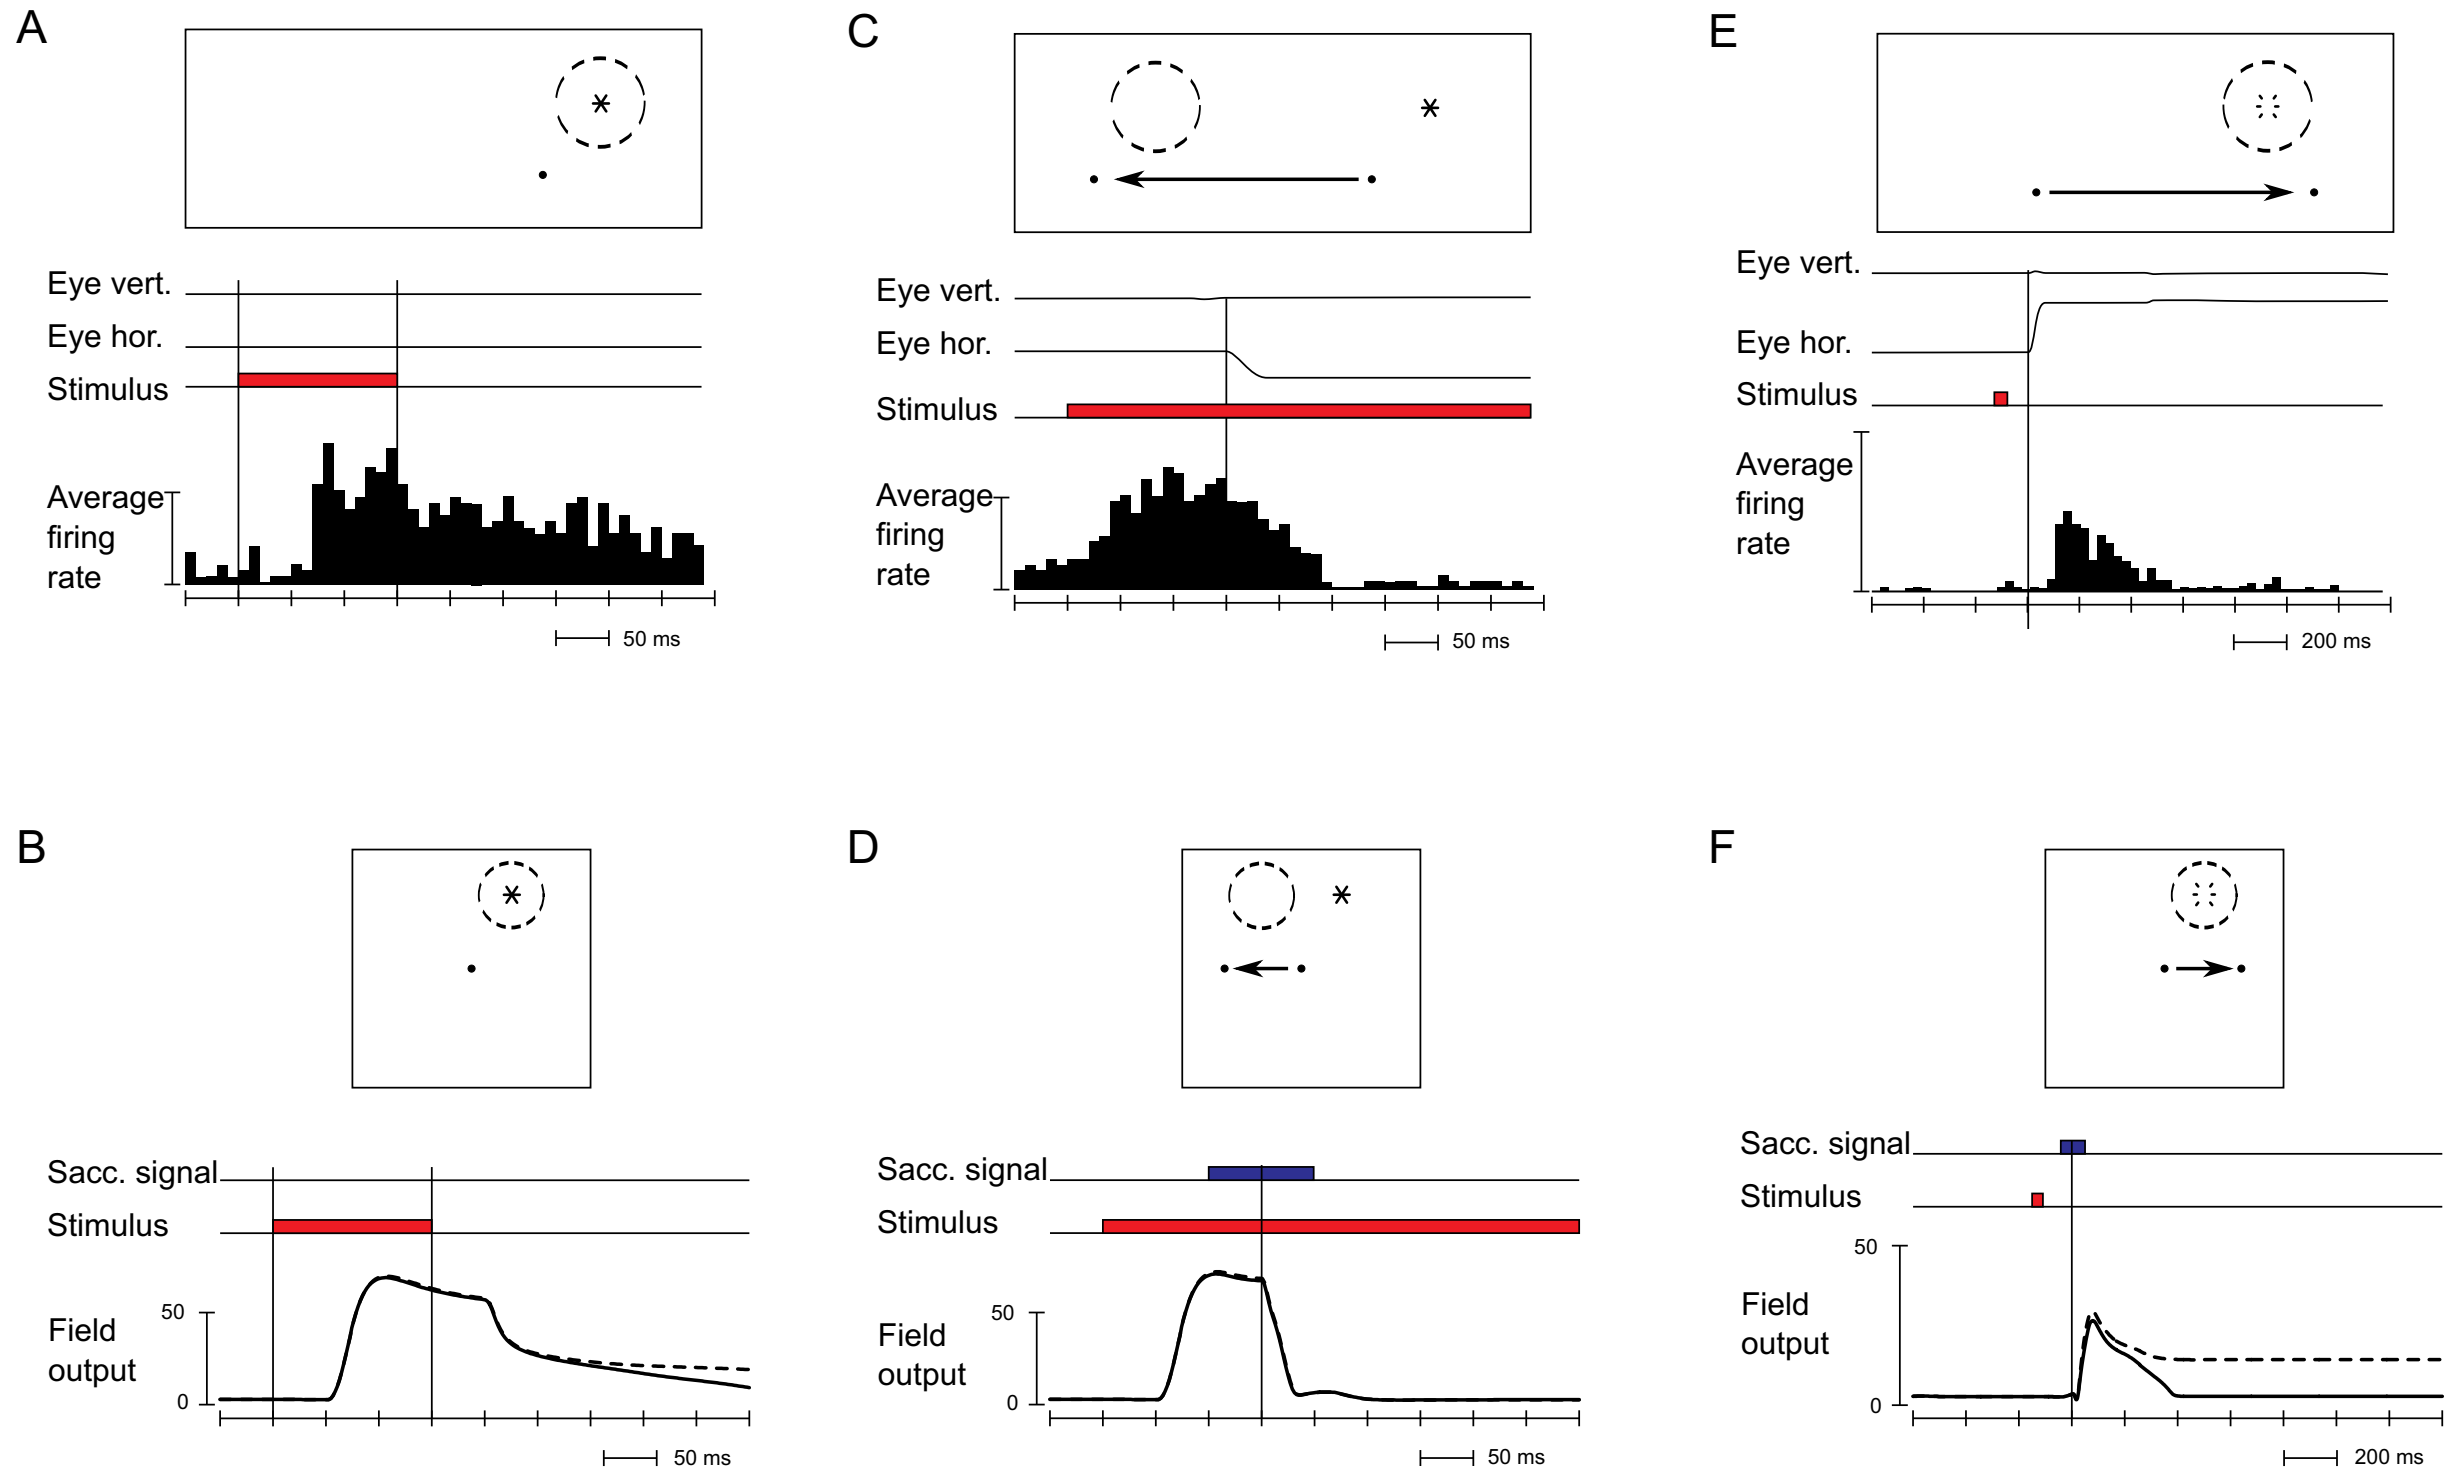 A
Eye vert.
Eye hor.
Stimulus
Average
firing
rate
50 ms
C
Eye vert.
Eye hor.
Stimulus
Average
firing
rate
50 ms
E
Eye vert.
Eye hor.
Stimulus
Average
firing
rate
200 ms
B
Sacc. signal
Stimulus
50
Field
output
0
50 ms
D
Sacc. signal
Stimulus
50
Field
output
0
50 ms
F
Sacc. signal
Stimulus
50
Field
output
0
200 ms